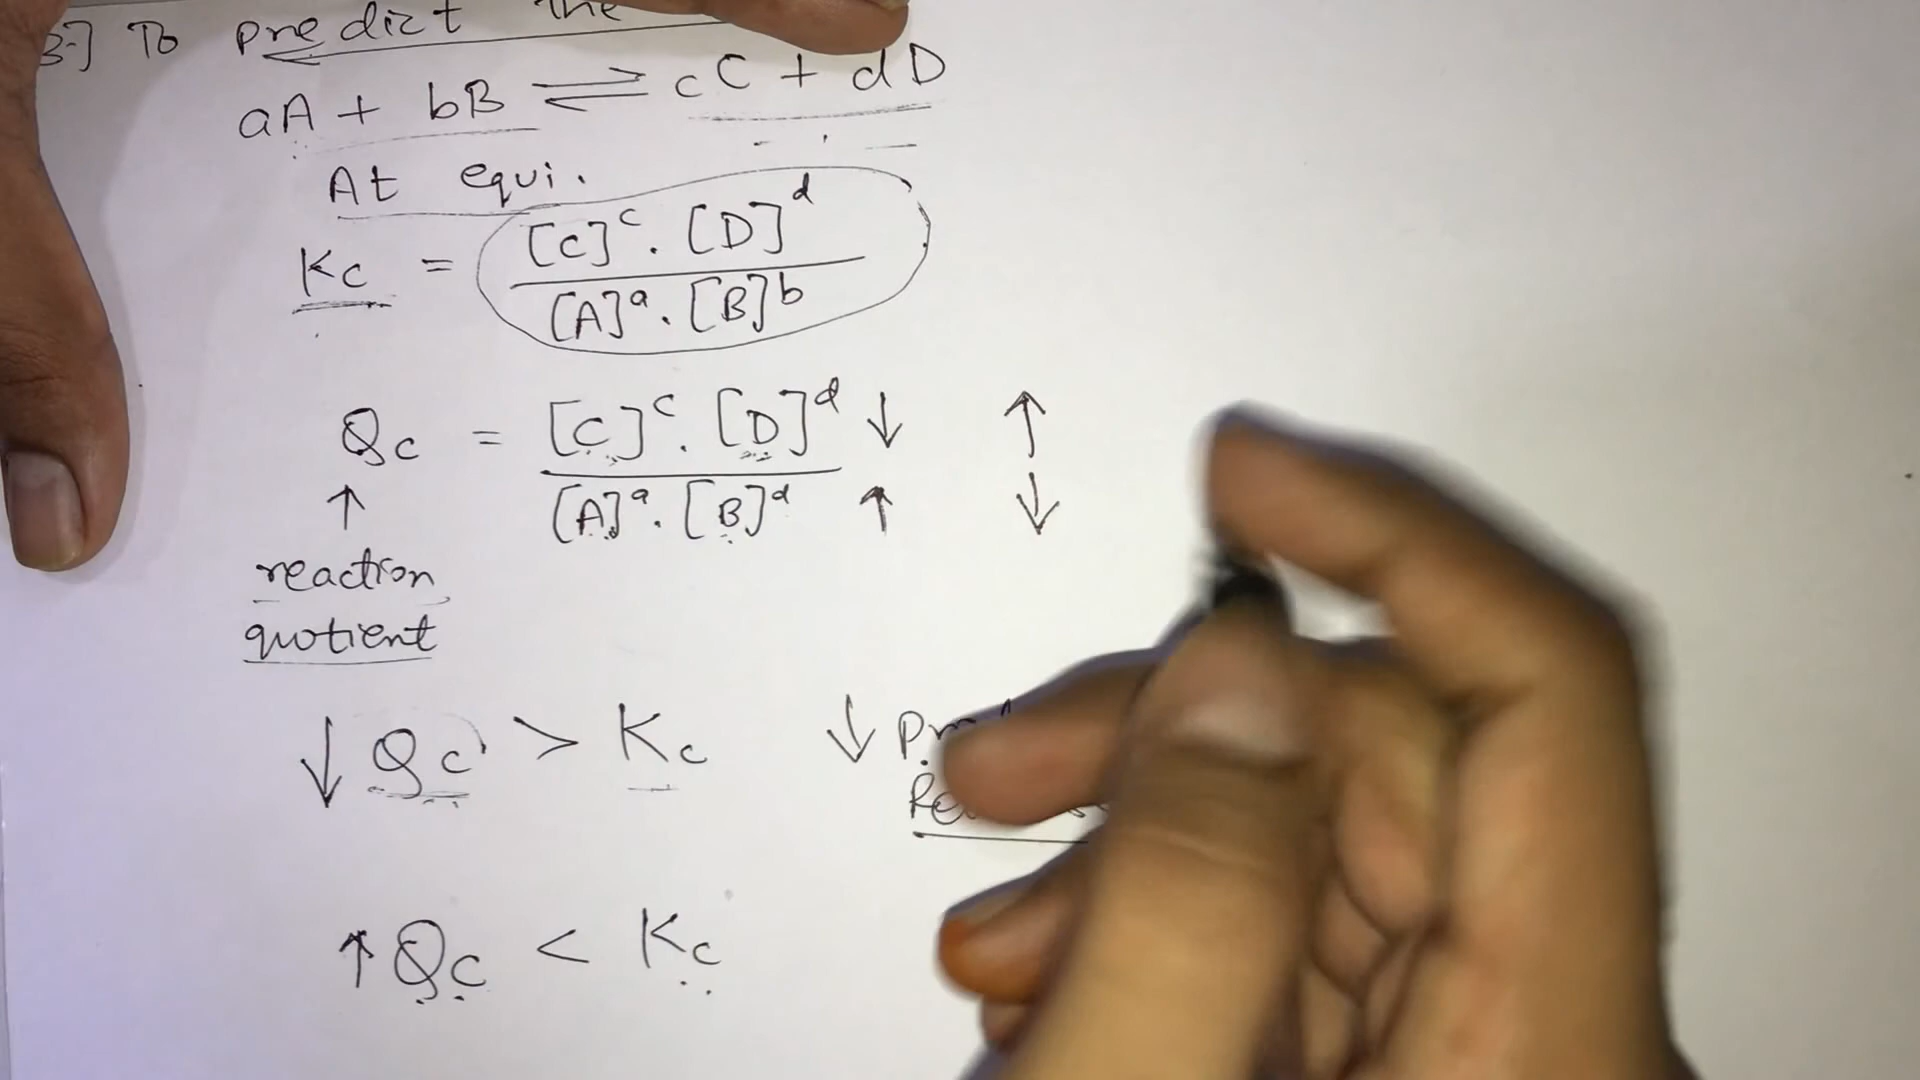 3-] To predict the
aA + bB ⇌ cC + dD
At equi.
Kc = [C]ᶜ . [D]ᵈ / [A]ᵃ . [B]ᵇ
Qc = [C]ᶜ . [D]ᵈ ↓ ↑
[A]ᵃ . [B]ᵈ ↑ ↓
↑
reaction
quotient
↓ Qc > Kc ↓
↑ Qc < Kc